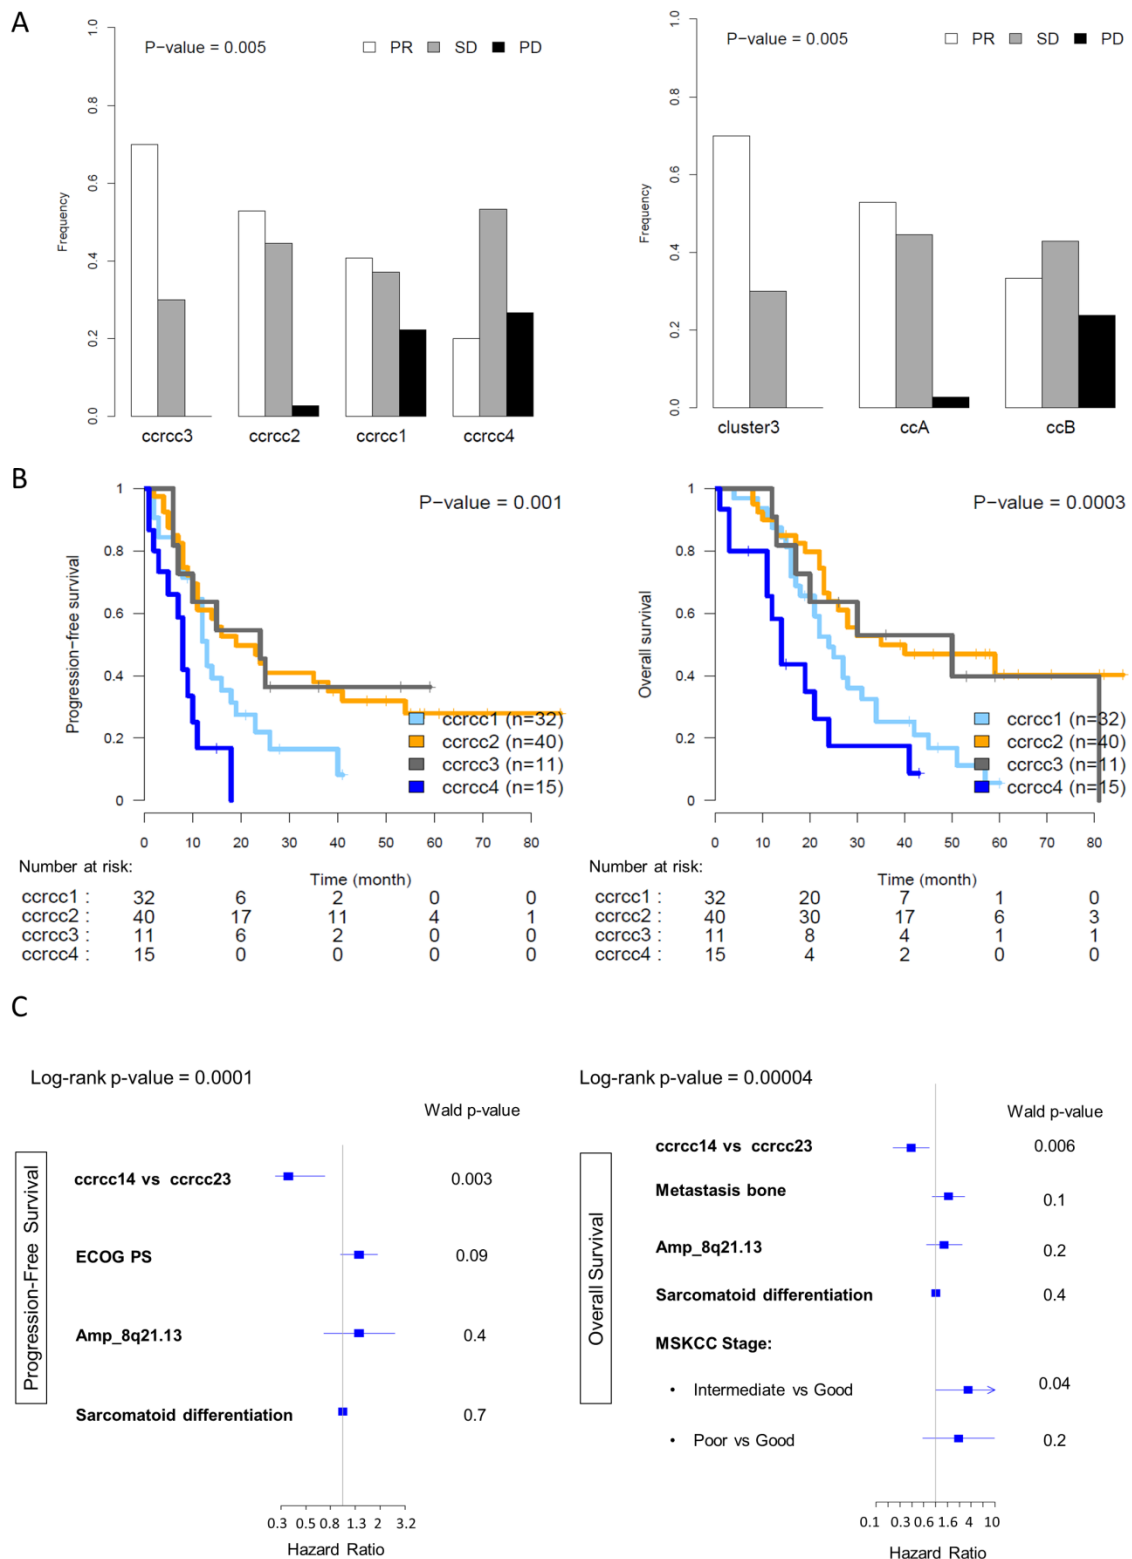 A
P-value = 0.005
PR SD PD
Frequency
0.0 0.2 0.4 0.6 0.8 1.0
ccrcc3 ccrcc2 ccrcc1 ccrcc4
P-value = 0.005
PR SD PD
Frequency
0.0 0.2 0.4 0.6 0.8 1.0
cluster3 ccA ccB
B
P-value = 0.001
Progression-free survival
1
0.8
0.6
0.4
0.2
0
ccrcc1 (n=32)
ccrcc2 (n=40)
ccrcc3 (n=11)
ccrcc4 (n=15)
0 10 20 30 40 50 60 70 80
Time (month)
Number at risk:
ccrcc1 : 32 6 2 0 0
ccrcc2 : 40 17 11 4 1
ccrcc3 : 11 6 2 0 0
ccrcc4 : 15 0 0 0 0
P-value = 0.0003
Overall survival
1
0.8
0.6
0.4
0.2
0
ccrcc1 (n=32)
ccrcc2 (n=40)
ccrcc3 (n=11)
ccrcc4 (n=15)
0 10 20 30 40 50 60 70 80
Time (month)
Number at risk:
ccrcc1 : 32 20 7 1 0
ccrcc2 : 40 30 17 6 3
ccrcc3 : 11 8 4 1 1
ccrcc4 : 15 4 2 0 0
C
Log-rank p-value = 0.0001
Wald p-value
Progression-Free Survival
ccrcc14 vs ccrcc23 0.003
ECOG PS 0.09
Amp_8q21.13 0.4
Sarcomatoid differentiation 0.7
0.3 0.5 0.8 1.3 2 3.2
Hazard Ratio
Log-rank p-value = 0.00004
Wald p-value
Overall Survival
ccrcc14 vs ccrcc23 0.006
Metastasis bone 0.1
Amp_8q21.13 0.2
Sarcomatoid differentiation 0.4
MSKCC Stage:
• Intermediate vs Good 0.04
• Poor vs Good 0.2
0.1 0.3 0.6 1.6 4 10
Hazard Ratio